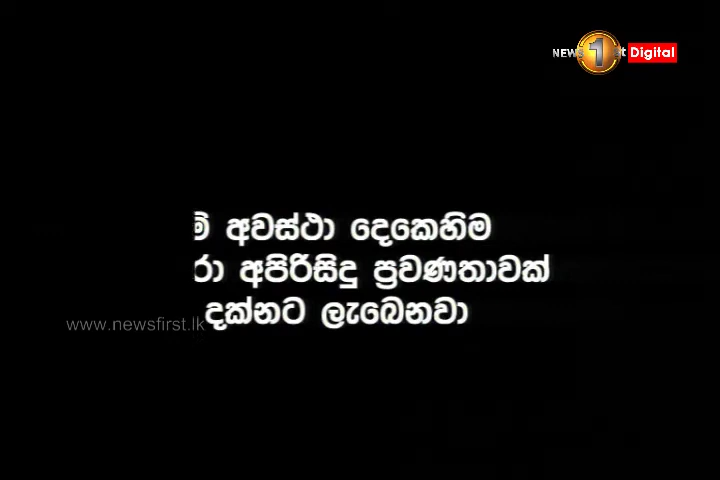 NEWS 1st Digital
අවස්ථා දෙකෙහිම
අපිරිසිදු ප්‍රවණතාවක්
www.newsfirst.lk දක්නට ලැබෙනවා